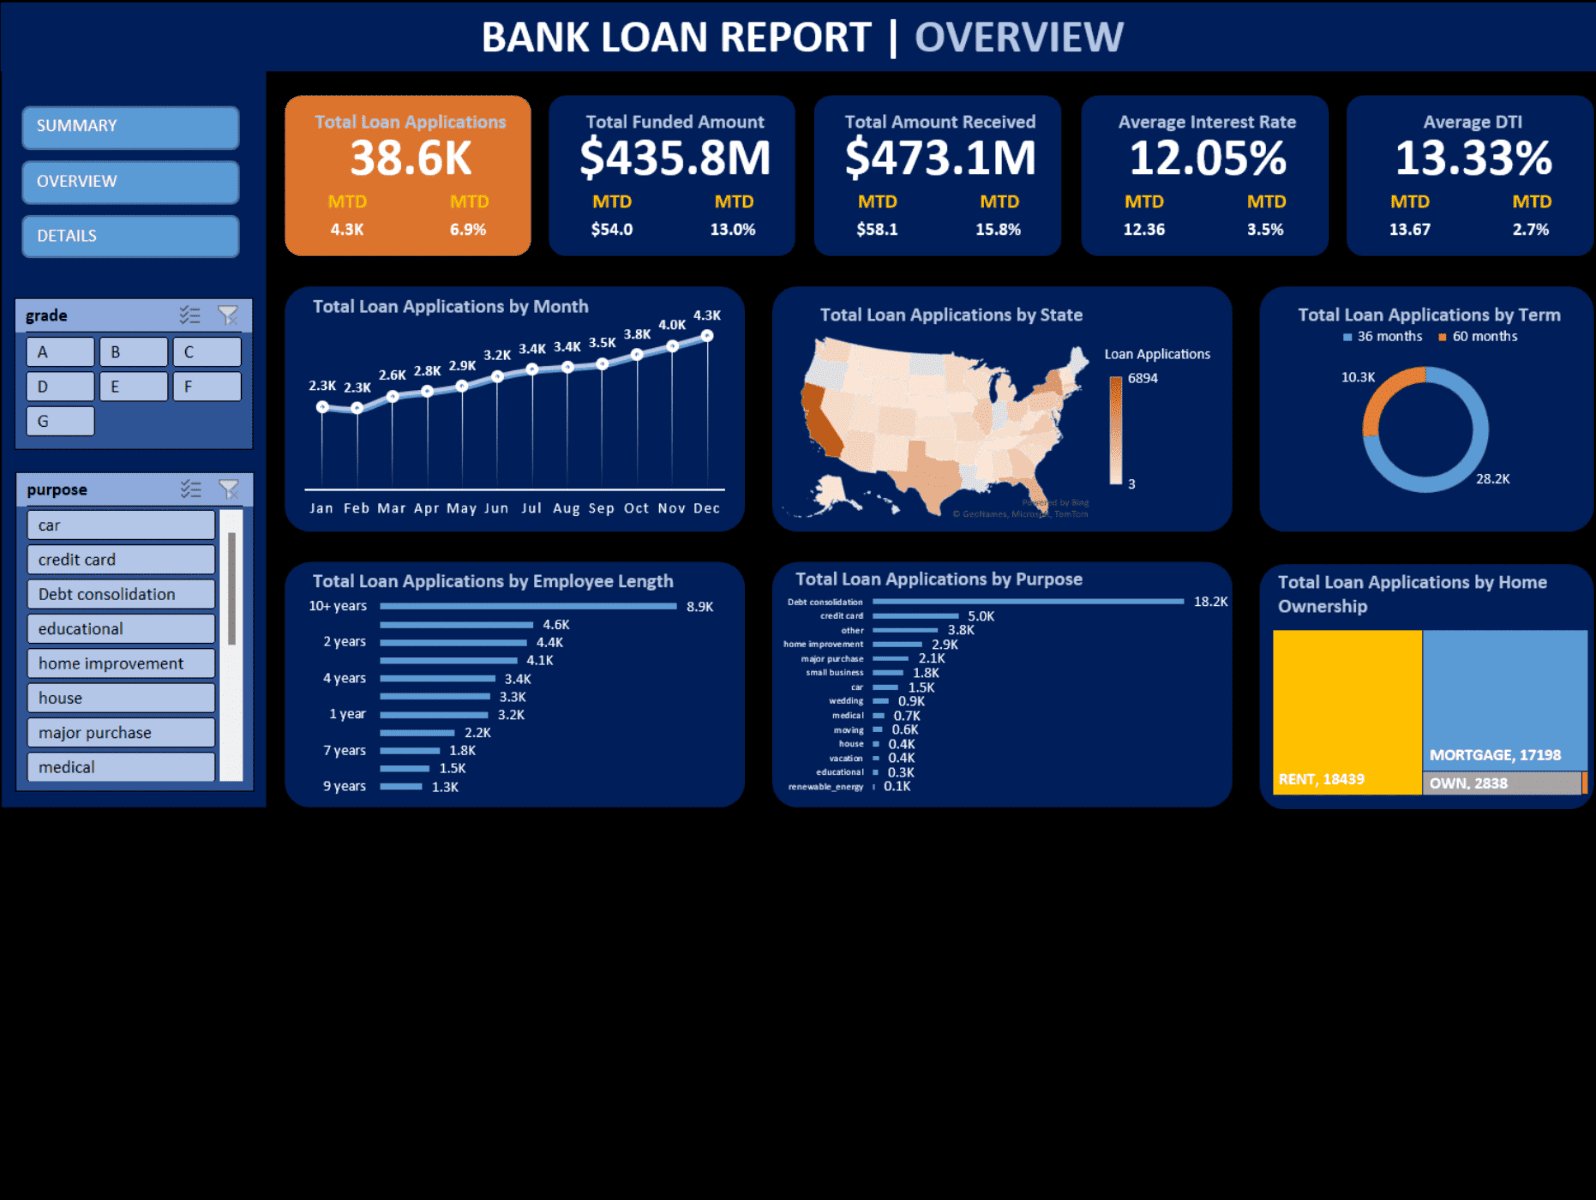 BANK LOAN REPORT | OVERVIEW
SUMMARY
OVERVIEW
DETAILS
grade
A B C
D E F
G
purpose
car
credit card
Debt consolidation
educational
home improvement
house
major purchase
medical
Total Loan Applications
38.6K
MTD MTD
4.3K 6.9%
Total Funded Amount
$435.8M
MTD MTD
$54.0 13.0%
Total Amount Received
$473.1M
MTD MTD
$58.1 15.8%
Average Interest Rate
12.05%
MTD MTD
12.36 3.5%
Average DTI
13.33%
MTD MTD
13.67 2.7%
Total Loan Applications by Month
2.3K 2.3K 2.6K 2.8K 2.9K 3.2K 3.4K 3.4K 3.5K 3.8K 4.0K 4.3K
Jan Feb Mar Apr May Jun Jul Aug Sep Oct Nov Dec
Total Loan Applications by State
Loan Applications
6894
3
Powered by Bing
© GeoNames, Microsoft, TomTom
Total Loan Applications by Term
36 months 60 months
10.3K
28.2K
Total Loan Applications by Employee Length
10+ years 8.9K
4.6K
2 years 4.4K
4.1K
4 years 3.4K
3.3K
1 year 3.2K
2.2K
7 years 1.8K
1.5K
9 years 1.3K
Total Loan Applications by Purpose
Debt consolidation 18.2K
credit card 5.0K
other 3.8K
home improvement 2.9K
major purchase 2.1K
small business 1.8K
car 1.5K
wedding 0.9K
medical 0.7K
moving 0.6K
house 0.4K
vacation 0.4K
educational 0.3K
renewable_energy 0.1K
Total Loan Applications by Home
Ownership
RENT, 18439
MORTGAGE, 17198
OWN, 2838